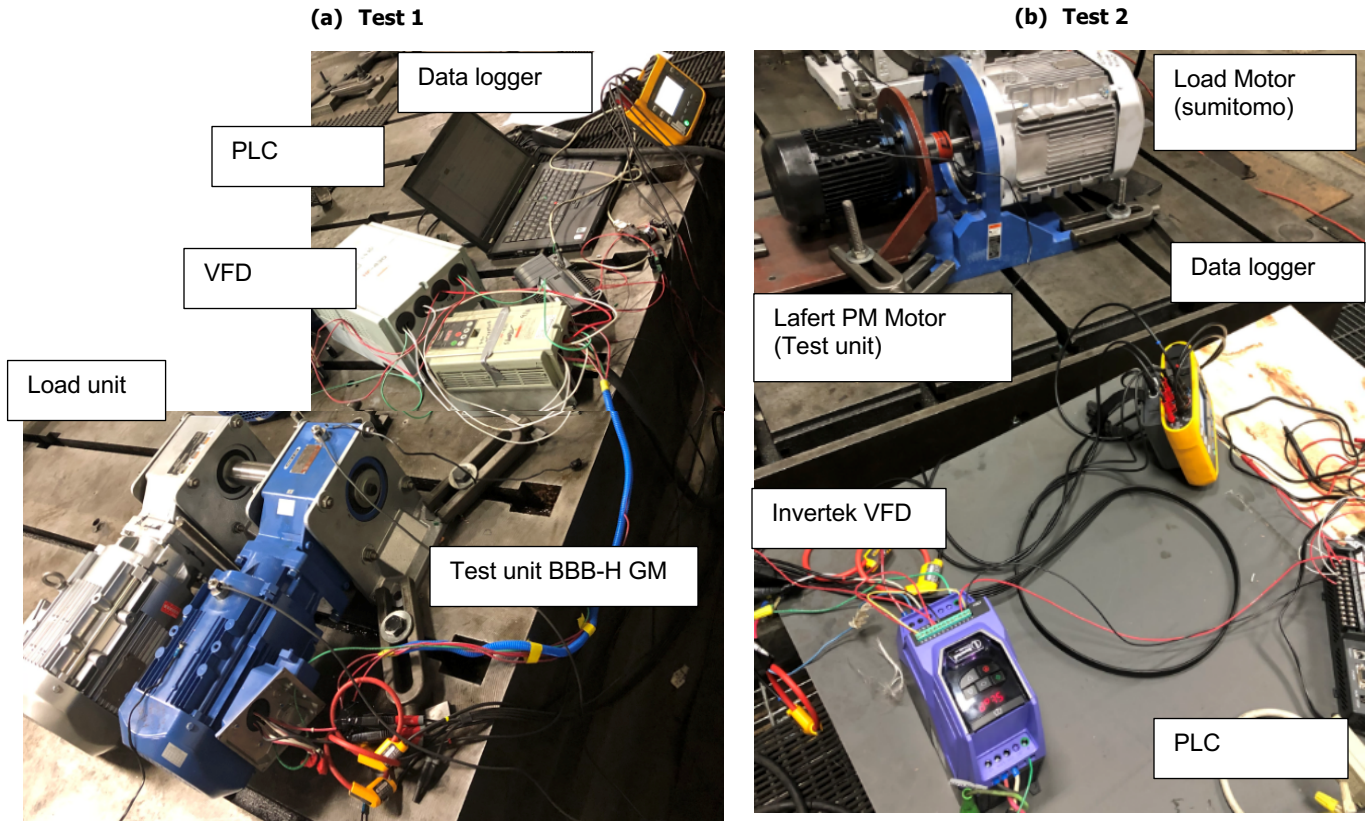 (a) Test 1
(b) Test 2
Data logger
PLC
VFD
Load unit
Test unit BBB-H GM
Load Motor
(sumitomo)
Data logger
Lafert PM Motor
(Test unit)
Invertek VFD
PLC